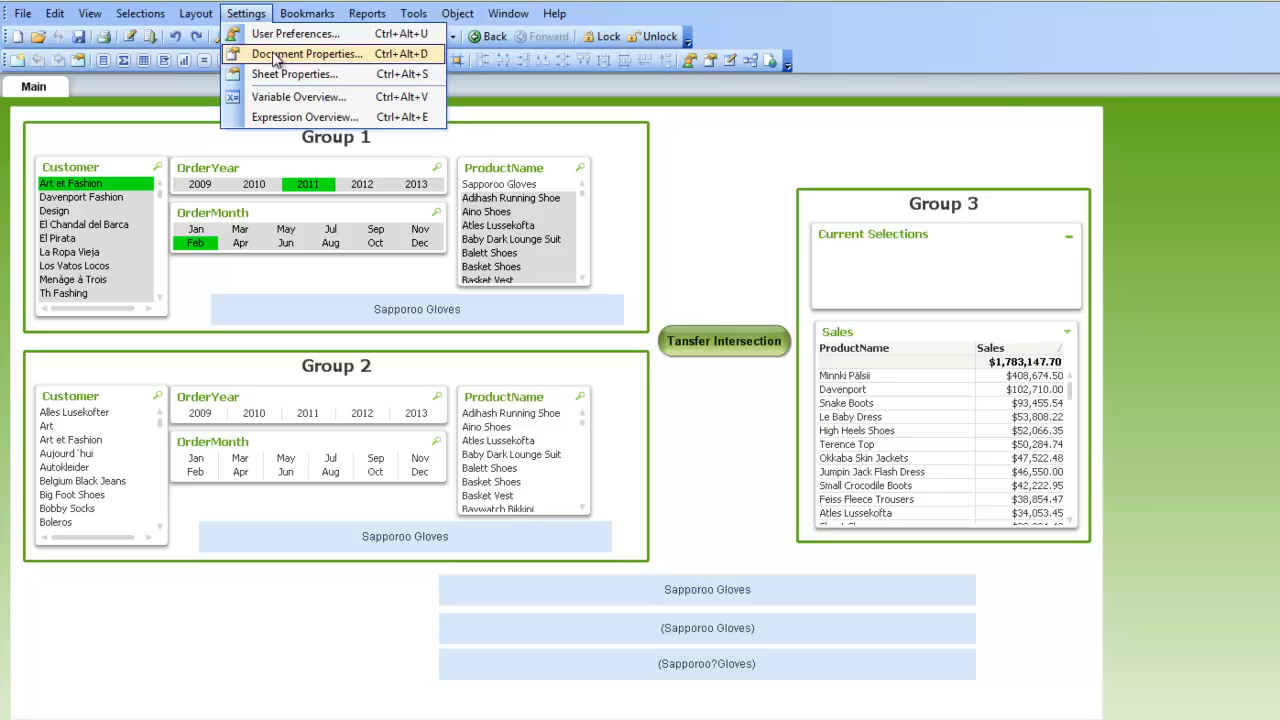 File Edit View Selections Layout Settings Bookmarks Reports Tools Object Window Help
Back Forward Lock Unlock
User Preferences... Ctrl+Alt+U
Document Properties... Ctrl+Alt+D
Sheet Properties... Ctrl+Alt+S
Variable Overview... Ctrl+Alt+V
Expression Overview... Ctrl+Alt+E
Main
Group 1
Customer
Art et Fashion
Davenport Fashion
Design
El Chandal del Barca
El Pirata
La Ropa Vieja
Los Vatos Locos
Menàge à Trois
Th Fashing
OrderYear
2009 2010 2011 2012 2013
OrderMonth
Jan Mar May Jul Sep Nov
Feb Apr Jun Aug Oct Dec
ProductName
Sapporoo Gloves
Adihash Running Shoe
Aino Shoes
Atles Lussekofta
Baby Dark Lounge Suit
Balett Shoes
Basket Shoes
Basket Vest
Sapporoo Gloves
Group 2
Customer
Alles Lusekofter
Art
Art et Fashion
Aujourd´hui
Autokleider
Belgium Black Jeans
Big Foot Shoes
Bobby Socks
Boleros
OrderYear
2009 2010 2011 2012 2013
OrderMonth
Jan Mar May Jul Sep Nov
Feb Apr Jun Aug Oct Dec
ProductName
Adihash Running Shoe
Aino Shoes
Atles Lussekofta
Baby Dark Lounge Suit
Balett Shoes
Basket Shoes
Basket Vest
Baywatch Bikkini
Sapporoo Gloves
Tansfer Intersection
Group 3
Current Selections
Sales
ProductName Sales
$1,783,147.70
Minnki Pälsii $408,674.50
Davenport $102,710.00
Snake Boots $93,455.54
Le Baby Dress $53,808.22
High Heels Shoes $52,066.35
Terence Top $50,284.74
Okkaba Skin Jackets $47,522.48
Jumpin Jack Flash Dress $46,550.00
Small Crocodile Boots $42,222.95
Feiss Fleece Trousers $38,854.47
Atles Lussekofta $34,053.45
Sapporoo Gloves
(Sapporoo Gloves)
(Sapporoo?Gloves)